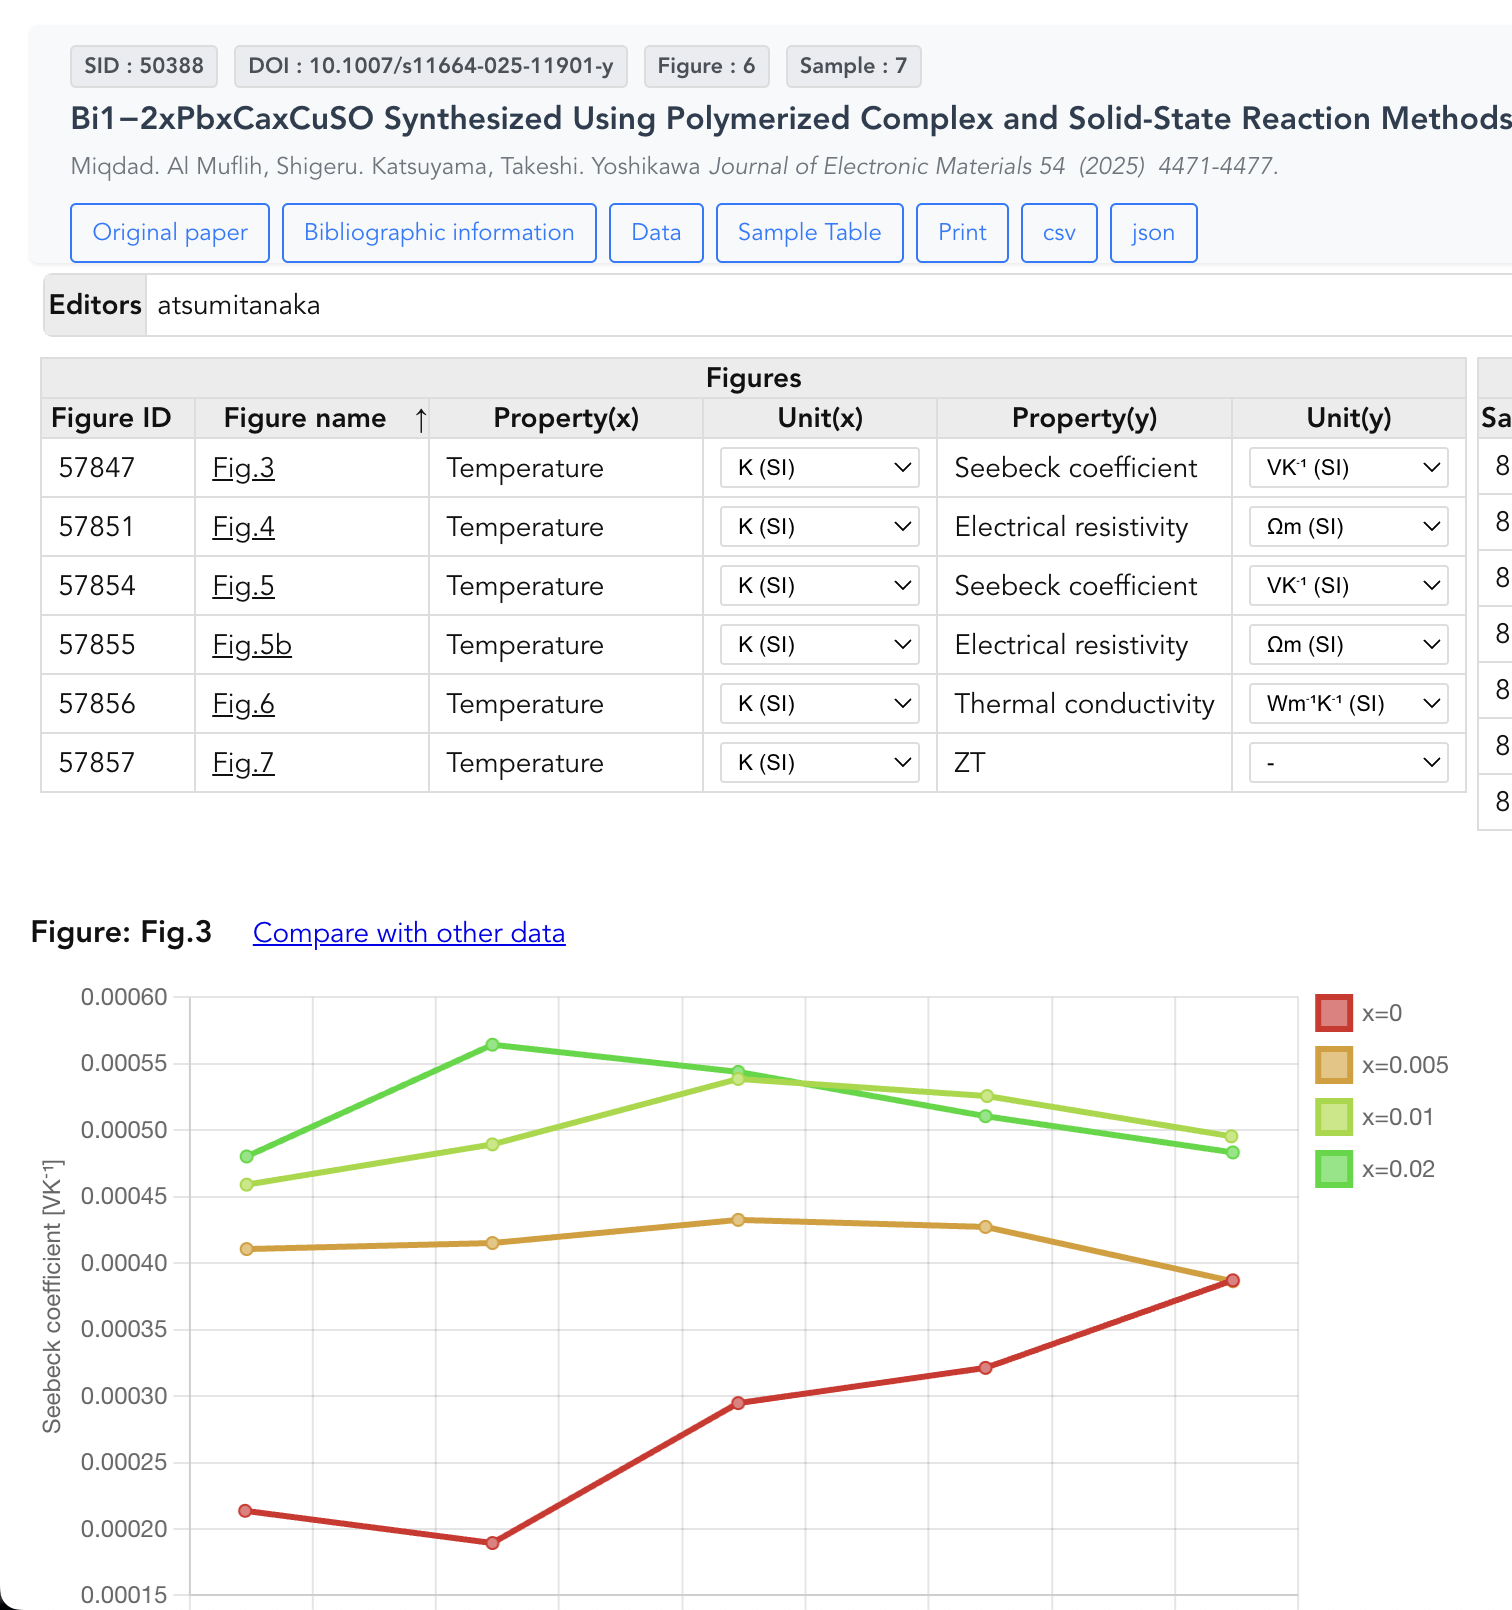 SID : 50388 DOI : 10.1007/s11664-025-11901-y Figure : 6 Sample : 7
Bi1−2xPbxCaxCuSO Synthesized Using Polymerized Complex and Solid-State Reaction Methods
Miqdad. Al Muflih, Shigeru. Katsuyama, Takeshi. Yoshikawa Journal of Electronic Materials 54 (2025) 4471-4477.
Original paper Bibliographic information Data Sample Table Print csv json
Editors atsumitanaka
Figures
Figure ID Figure name ↑ Property(x) Unit(x) Property(y) Unit(y) Sa
57847 Fig.3 Temperature K (SI) Seebeck coefficient VK⁻¹ (SI) 8
57851 Fig.4 Temperature K (SI) Electrical resistivity Ωm (SI) 8
57854 Fig.5 Temperature K (SI) Seebeck coefficient VK⁻¹ (SI) 8
57855 Fig.5b Temperature K (SI) Electrical resistivity Ωm (SI) 8
57856 Fig.6 Temperature K (SI) Thermal conductivity Wm⁻¹K⁻¹ (SI) 8
57857 Fig.7 Temperature K (SI) ZT - 8
8
Figure: Fig.3 Compare with other data
0.00060
0.00055
0.00050
0.00045
0.00040
0.00035
0.00030
0.00025
0.00020
0.00015
Seebeck coefficient [VK⁻¹]
x=0
x=0.005
x=0.01
x=0.02